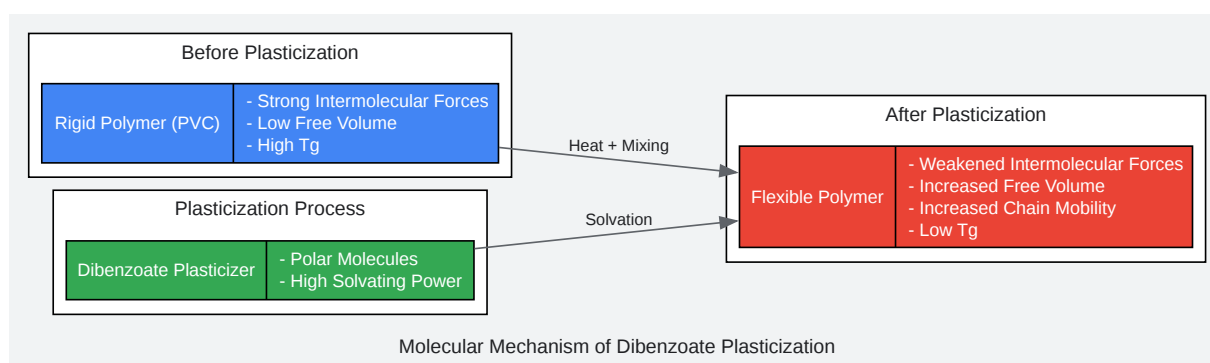 Before Plasticization
Rigid Polymer (PVC)
- Strong Intermolecular Forces
- Low Free Volume
- High Tg
Heat + Mixing
Plasticization Process
Dibenzoate Plasticizer
- Polar Molecules
- High Solvating Power
Solvation
After Plasticization
Flexible Polymer
- Weakened Intermolecular Forces
- Increased Free Volume
- Increased Chain Mobility
- Low Tg
Molecular Mechanism of Dibenzoate Plasticization